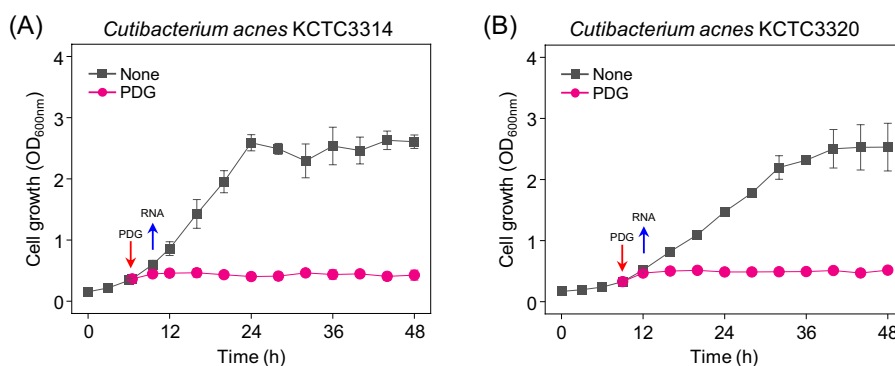 (A)
Cutibacterium acnes KCTC3314
4
3
2
1
0
Cell growth (OD600nm)
None
PDG
PDG
RNA
0 12 24 36 48
Time (h)
(B)
Cutibacterium acnes KCTC3320
4
3
2
1
0
Cell growth (OD600nm)
None
PDG
PDG
RNA
0 12 24 36 48
Time (h)